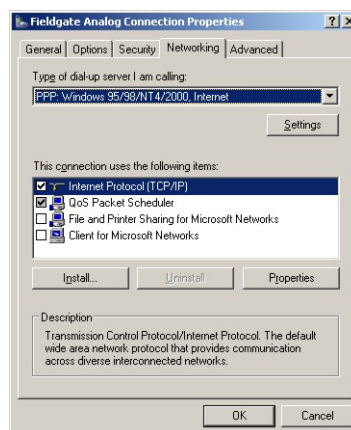 Fieldgate Analog Connection Properties
General Options Security Networking Advanced
Type of dial-up server I am calling:
PPP: Windows 95/98/NT4/2000, Internet
Settings
This connection uses the following items:
Internet Protocol (TCP/IP)
QoS Packet Scheduler
File and Printer Sharing for Microsoft Networks
Client for Microsoft Networks
Install... Uninstall Properties
Description
Transmission Control Protocol/Internet Protocol. The default
wide area network protocol that provides communication
across diverse interconnected networks.
OK Cancel